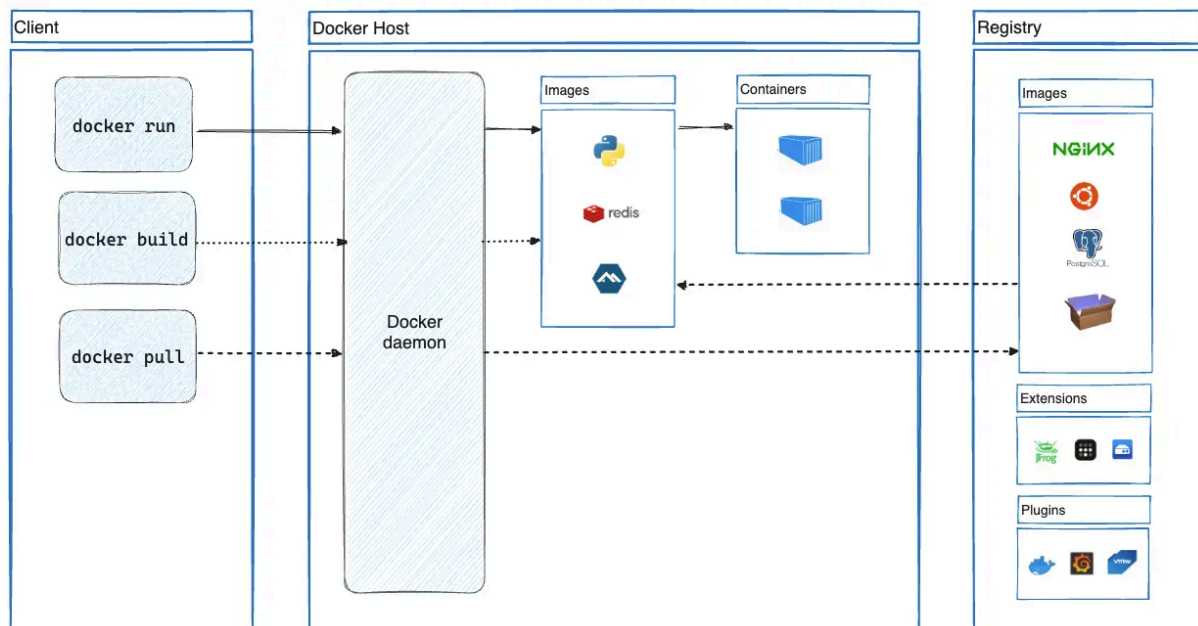 Client
docker run
docker build
docker pull
Docker Host
Docker
daemon
Images
redis
Containers
Registry
Images
NGINX
PostgreSQL
Extensions
JFrog
Plugins
vmw